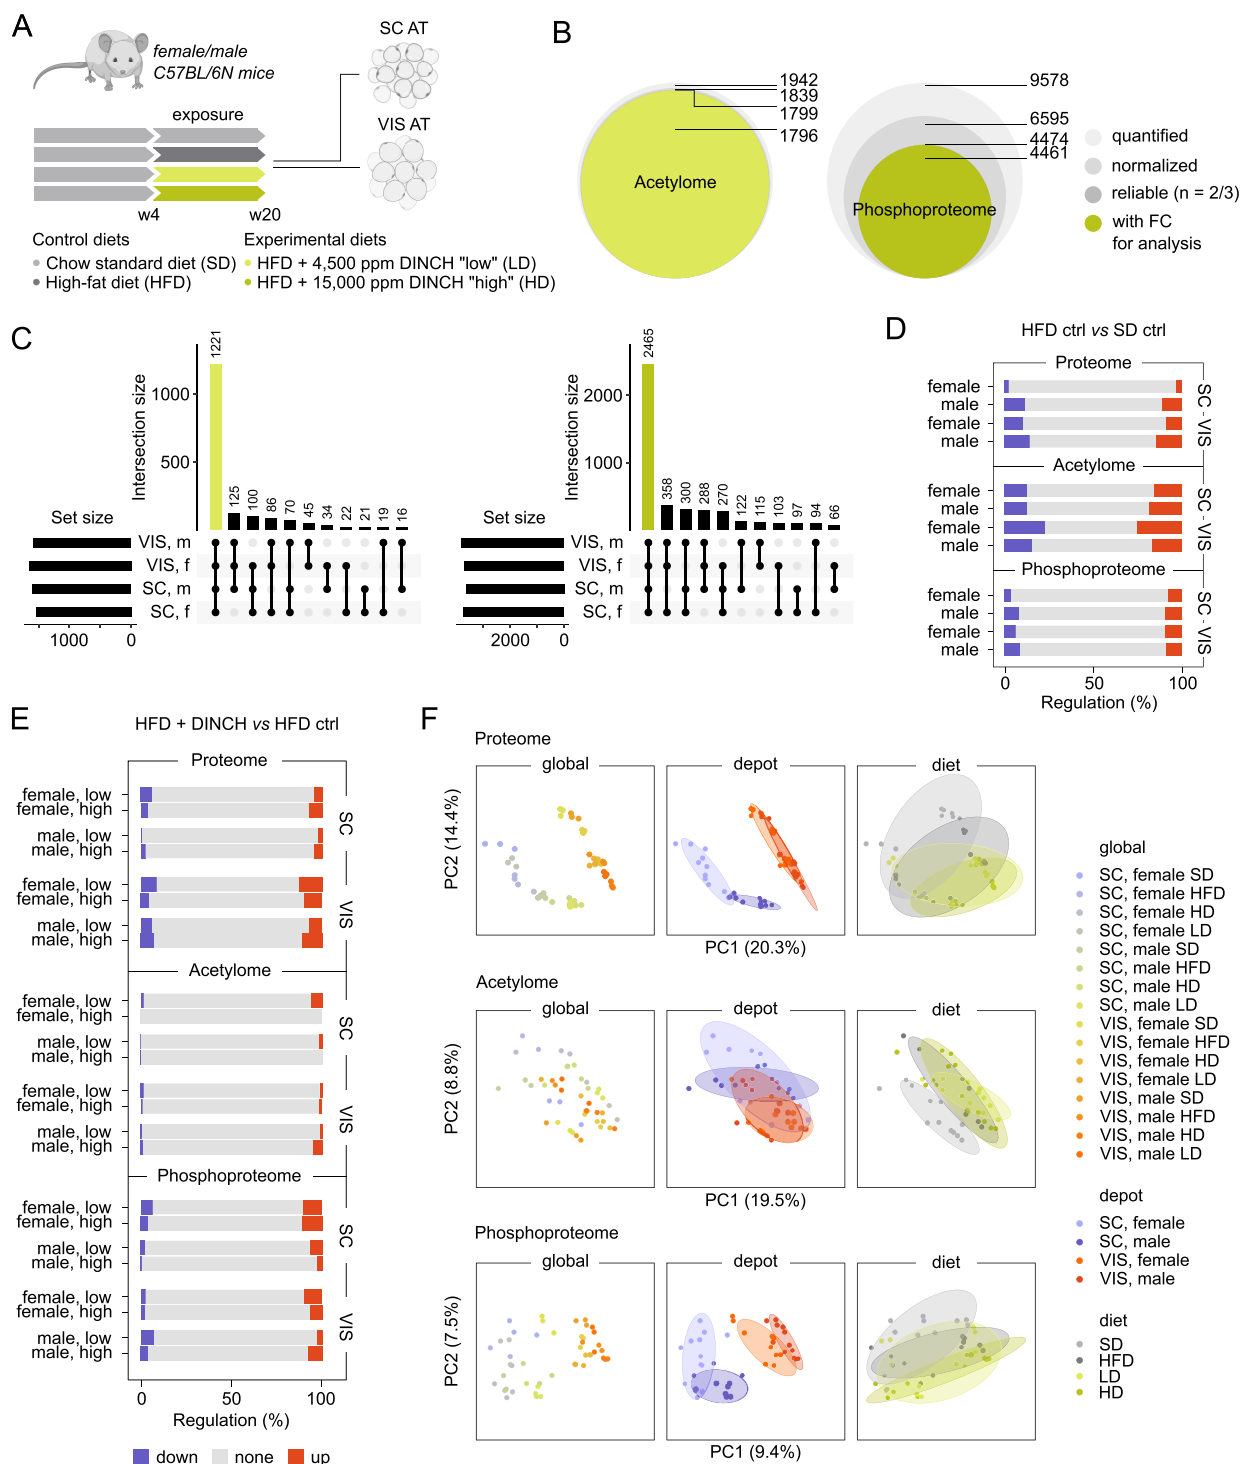 A
female/male
C57BL/6N mice
exposure
w4
w20
SC AT
VIS AT
Control diets
Chow standard diet (SD)
High-fat diet (HFD)
Experimental diets
HFD + 4,500 ppm DINCH "low" (LD)
HFD + 15,000 ppm DINCH "high" (HD)
B
1942
1839
1799
1796
Acetylome
9578
6595
4474
4461
Phosphoproteome
quantified
normalized
reliable (n = 2/3)
with FC
for analysis
C
Intersection size
1000
500
1221
125
100
86
70
45
34
22
21
19
16
Set size
VIS, m
VIS, f
SC, m
SC, f
1000
0
Intersection size
2000
1000
2465
358
300
288
270
122
115
103
97
94
66
Set size
2000
0
D
HFD ctrl vs SD ctrl
Proteome
female
male
female
male
SC - VIS
Acetylome
female
male
female
male
SC - VIS
Phosphoproteome
female
male
female
male
SC - VIS
0
50
100
Regulation (%)
E
HFD + DINCH vs HFD ctrl
Proteome
female, low
female, high
male, low
male, high
SC
female, low
female, high
male, low
male, high
VIS
Acetylome
female, low
female, high
male, low
male, high
SC
female, low
female, high
male, low
male, high
VIS
Phosphoproteome
female, low
female, high
male, low
male, high
SC
female, low
female, high
male, low
male, high
VIS
0
50
100
Regulation (%)
down
none
up
F
Proteome
global
depot
diet
PC2 (14.4%)
PC1 (20.3%)
Acetylome
global
depot
diet
PC2 (8.8%)
PC1 (19.5%)
Phosphoproteome
global
depot
diet
PC2 (7.5%)
PC1 (9.4%)
global
SC, female SD
SC, female HFD
SC, female HD
SC, female LD
SC, male SD
SC, male HFD
SC, male HD
SC, male LD
VIS, female SD
VIS, female HFD
VIS, female HD
VIS, female LD
VIS, male SD
VIS, male HFD
VIS, male HD
VIS, male LD
depot
SC, female
SC, male
VIS, female
VIS, male
diet
SD
HFD
LD
HD